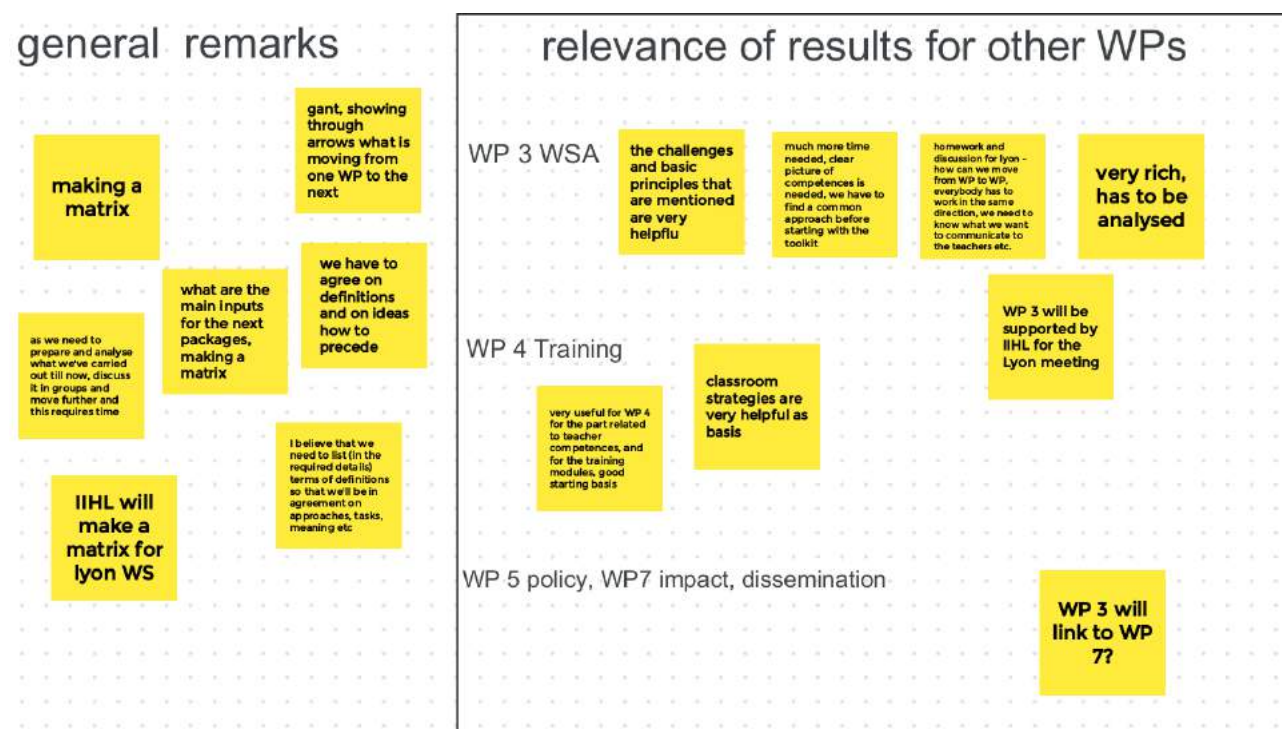 general remarks
making a
matrix
gant, showing
through
arrows what is
moving from
one WP to the
next
what are the
main inputs
for the next
packages,
making a
matrix
we have to
agree on
definitions
and on ideas
how to
precede
as we need to
prepare and analyse
what we've carried
out till now, discuss
it in groups and
move further and
this requires time
I believe that we
need to list (in the
required details)
terms of definitions
so that we'll be in
agreement on
approaches, tasks,
meaning etc
IIHL will
make a
matrix for
lyon WS
relevance of results for other WPs
WP 3 WSA
the challenges
and basic
principles that
are mentioned
are very
helpflu
much more time
needed, clear
picture of
competences is
needed, we have to
find a common
approach before
starting with the
toolkit
homework and
discussion for lyon -
how can we move
from WP to WP,
everybody has to
work in the same
direction, we need to
know what we want
to communicate to
the teachers etc.
very rich,
has to be
analysed
WP 3 will be
supported by
IIHL for the
Lyon meeting
WP 4 Training
very useful for WP 4
for the part related
to teacher
competences, and
for the training
modules, good
starting basis
classroom
strategies are
very helpful as
basis
WP 5 policy, WP7 impact, dissemination
WP 3 will
link to WP
7?